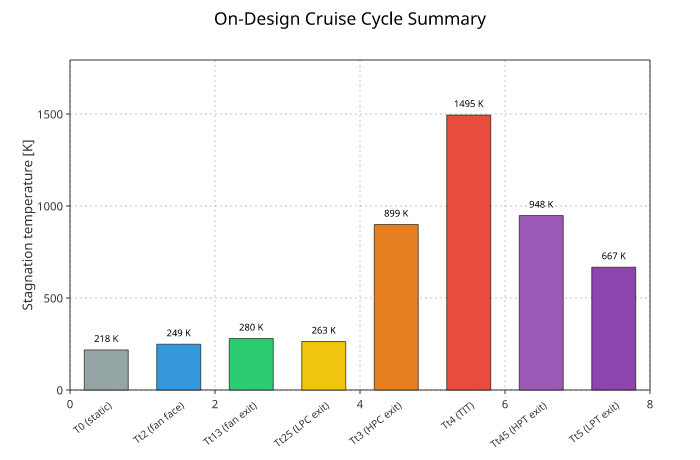 On-Design Cruise Cycle Summary
Stagnation temperature [K]
1500
1000
500
0
218 K
249 K
280 K
263 K
899 K
1495 K
948 K
667 K
0
2
4
6
8
T0 (static)
Tt2 (fan face)
Tt13 (fan exit)
Tt25 (LPC exit)
Tt3 (HPC exit)
Tt4 (TIT)
Tt45 (HPT exit)
Tt5 (LPT exit)